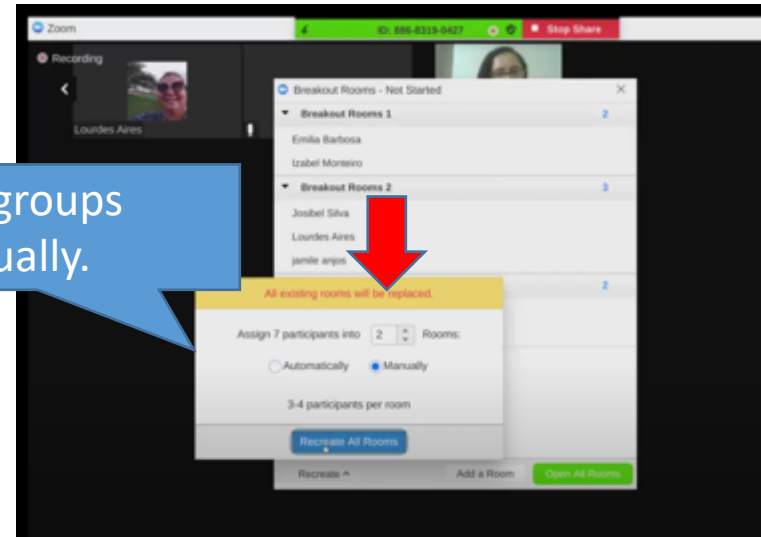 Zoom
ID: 886-8319-0427
Stop Share
Recording
Lourdes Aires
Breakout Rooms - Not Started
Breakout Rooms 1 2
Emilia Barbosa
Izabel Monteiro
Breakout Rooms 2 3
Josibel Silva
Lourdes Aires
jamile anjos
2
groups
ually.
All existing rooms will be replaced.
Assign 7 participants into 2 Rooms:
Automatically Manually
3-4 participants per room
Recreate All Rooms
Recreate
Add a Room
Open All Rooms